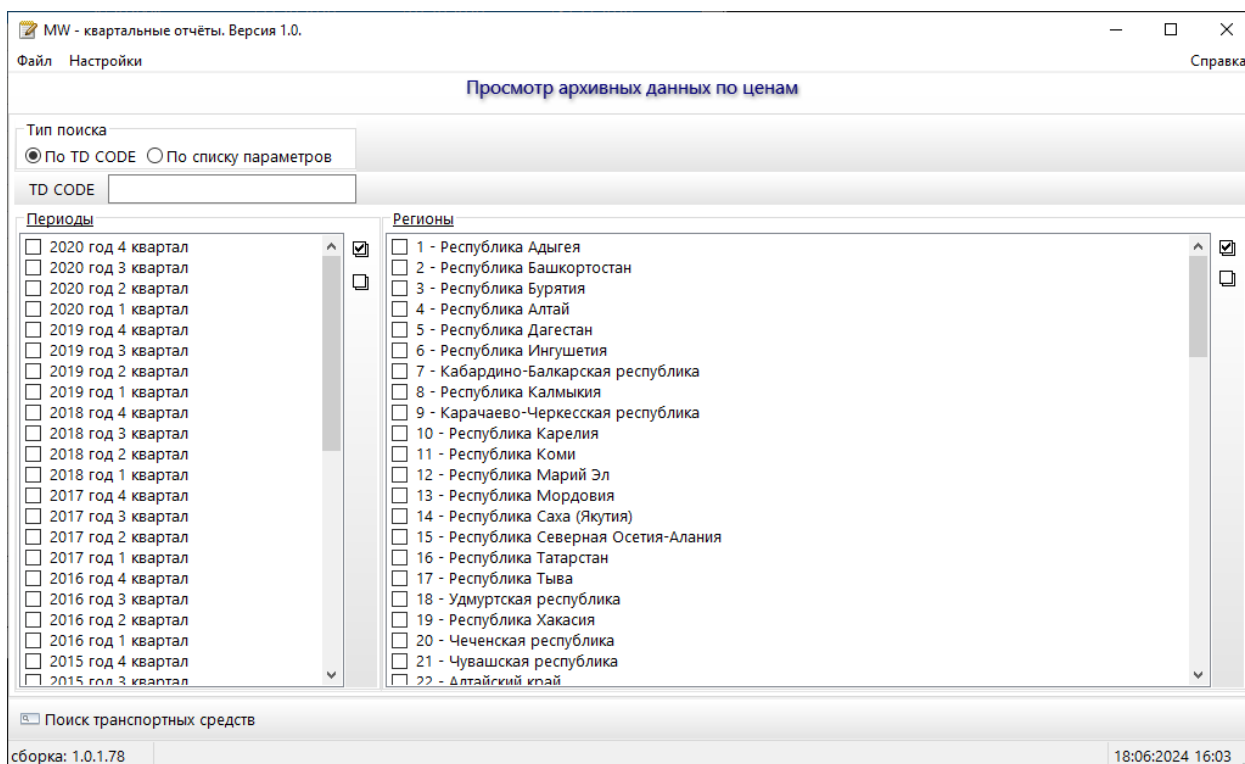 MW - квартальные отчёты. Версия 1.0.
Файл Настройки Справка
Просмотр архивных данных по ценам
Тип поиска
По TD CODE По списку параметров
TD CODE
Периоды
2020 год 4 квартал
2020 год 3 квартал
2020 год 2 квартал
2020 год 1 квартал
2019 год 4 квартал
2019 год 3 квартал
2019 год 2 квартал
2019 год 1 квартал
2018 год 4 квартал
2018 год 3 квартал
2018 год 2 квартал
2018 год 1 квартал
2017 год 4 квартал
2017 год 3 квартал
2017 год 2 квартал
2017 год 1 квартал
2016 год 4 квартал
2016 год 3 квартал
2016 год 2 квартал
2016 год 1 квартал
2015 год 4 квартал
2015 год 3 квартал
Регионы
1 - Республика Адыгея
2 - Республика Башкортостан
3 - Республика Бурятия
4 - Республика Алтай
5 - Республика Дагестан
6 - Республика Ингушетия
7 - Кабардино-Балкарская республика
8 - Республика Калмыкия
9 - Карачаево-Черкесская республика
10 - Республика Карелия
11 - Республика Коми
12 - Республика Марий Эл
13 - Республика Мордовия
14 - Республика Саха (Якутия)
15 - Республика Северная Осетия-Алания
16 - Республика Татарстан
17 - Республика Тыва
18 - Удмуртская республика
19 - Республика Хакасия
20 - Чеченская республика
21 - Чувашская республика
22 - Алтайский край
Поиск транспортных средств
сборка: 1.0.1.78
18:06:2024 16:03